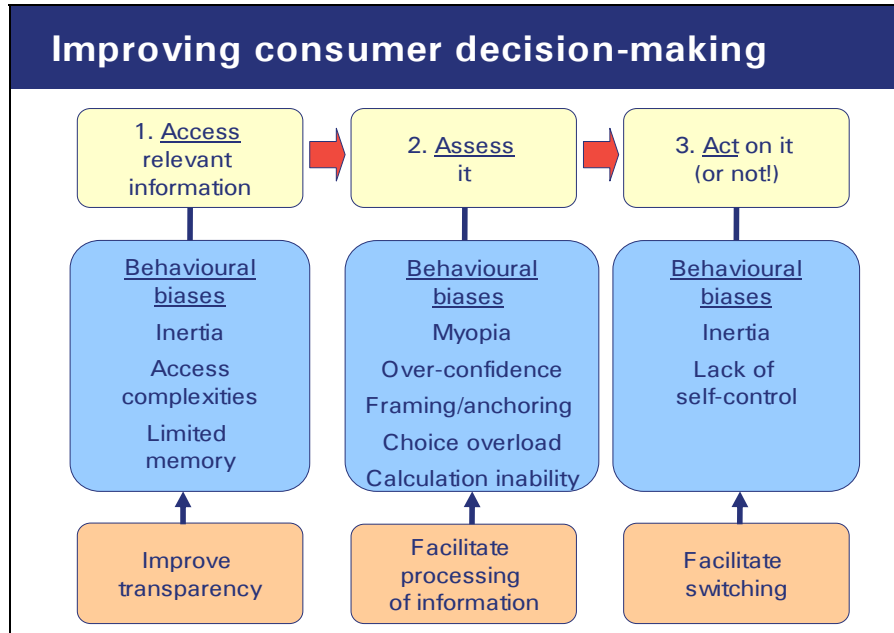 Improving consumer decision-making
1. Access
relevant
information
2. Assess
it
3. Act on it
(or not!)
Behavioural
biases
Inertia
Access
complexities
Limited
memory
Behavioural
biases
Myopia
Over-confidence
Framing/anchoring
Choice overload
Calculation inability
Behavioural
biases
Inertia
Lack of
self-control
Improve
transparency
Facilitate
processing
of information
Facilitate
switching